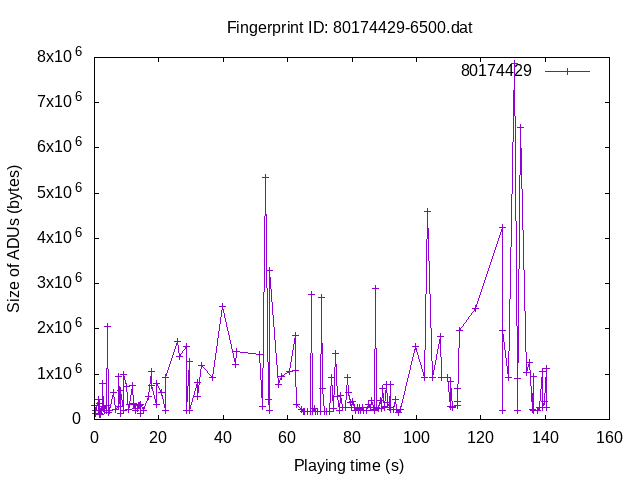 Fingerprint ID: 80174429-6500.dat
80174429
8x10^6
7x10^6
6x10^6
5x10^6
4x10^6
3x10^6
2x10^6
1x10^6
0
0 20 40 60 80 100 120 140 160
Size of ADUs (bytes)
Playing time (s)